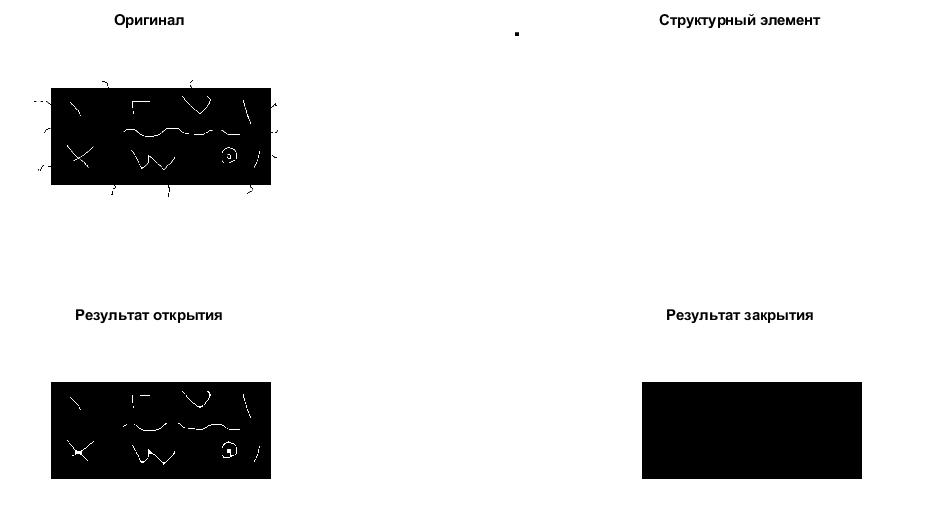 Оригинал
Структурный элемент
Результат открытия
Результат закрытия